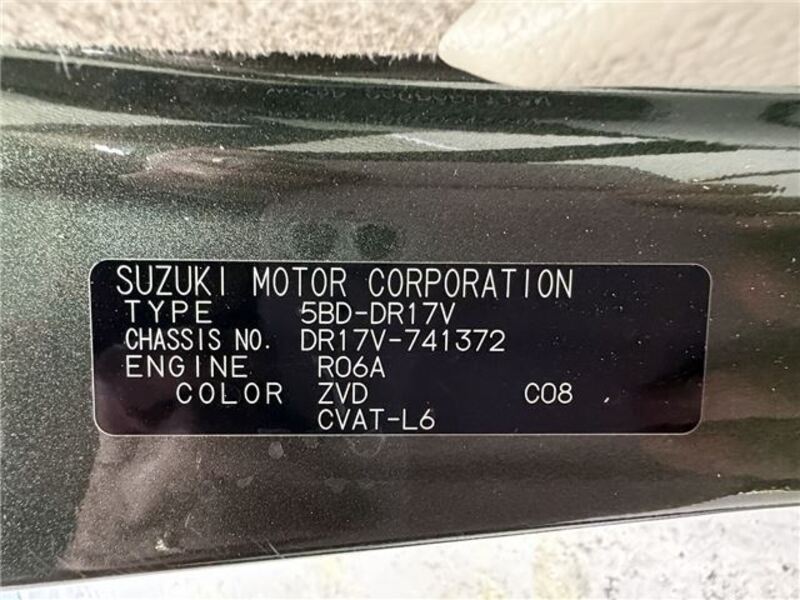 SUZUKI MOTOR CORPORATION
TYPE 5BD-DR17V
CHASSIS NO. DR17V-741372
ENGINE R06A
COLOR ZVD C08
CVAT-L6